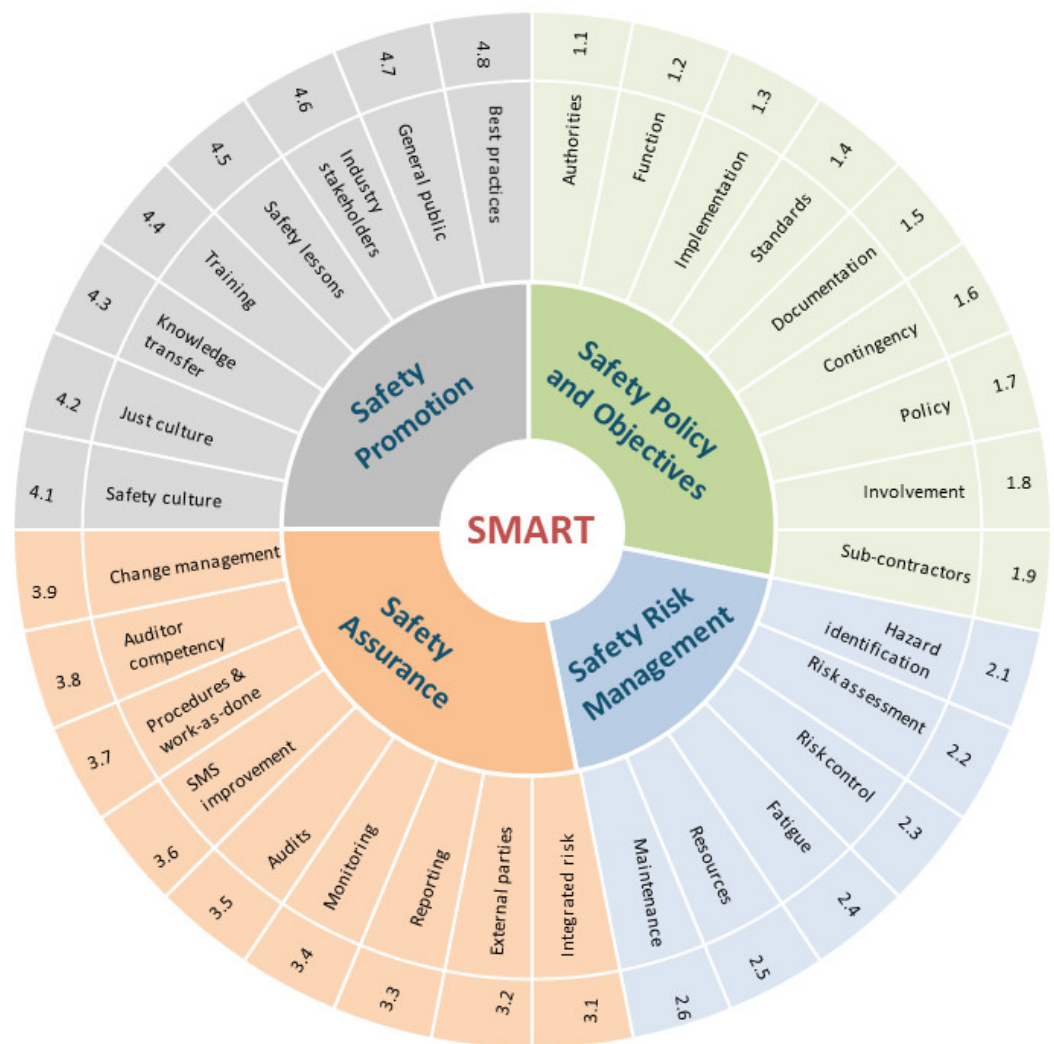 SMART
Safety Policy
and Objectives
1.1
Authorities
1.2
Function
1.3
Implementation
1.4
Standards
1.5
Documentation
1.6
Contingency
1.7
Policy
1.8
Involvement
1.9
Sub-contractors
Safety Risk
Management
2.1
Hazard
identification
2.2
Risk assessment
2.3
Risk control
2.4
Fatigue
2.5
Resources
2.6
Maintenance
Safety
Assurance
3.1
Integrated risk
3.2
External parties
3.3
Reporting
3.4
Monitoring
3.5
Audits
3.6
SMS
improvement
3.7
Procedures &
work-as-done
3.8
Auditor
competency
3.9
Change management
Safety
Promotion
4.1
Safety culture
4.2
Just culture
4.3
Knowledge
transfer
4.4
Training
4.5
Safety lessons
4.6
Industry
stakeholders
4.7
General public
4.8
Best practices